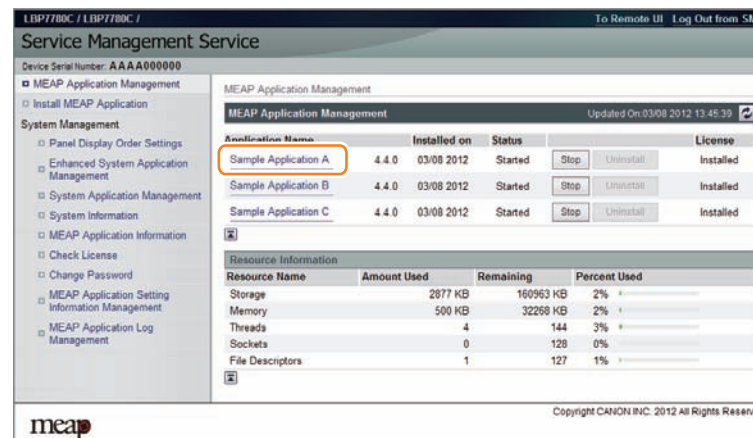 LBP7780C / LBP7780C /
To Remote UI Log Out from SM
Service Management Service
Device Serial Number: AAAA000000
MEAP Application Management
Install MEAP Application
System Management
Panel Display Order Settings
Enhanced System Application
Management
System Application Management
System Information
MEAP Application Information
Check License
Change Password
MEAP Application Setting
Information Management
MEAP Application Log
Management
MEAP Application Management
MEAP Application Management Updated On:03/08 2012 13:45:39
Application Name Installed on Status License
Sample Application A 4.4.0 03/08 2012 Started Stop Uninstall Installed
Sample Application B 4.4.0 03/08 2012 Started Stop Uninstall Installed
Sample Application C 4.4.0 03/08 2012 Started Stop Uninstall Installed
Resource Information
Resource Name Amount Used Remaining Percent Used
Storage 2877 KB 160963 KB 2%
Memory 500 KB 32268 KB 2%
Threads 4 144 3%
Sockets 0 128 0%
File Descriptors 1 127 1%
Copyright CANON INC. 2012 All Rights Reserv
meap